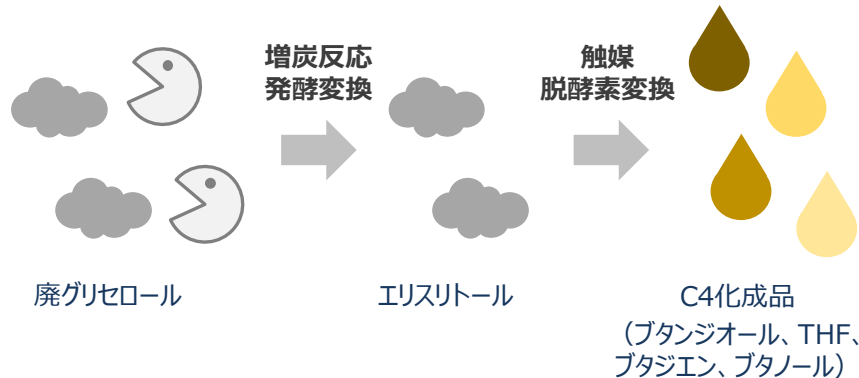 増炭反応
発酵変換
触媒
脱酵素変換
廃グリセロール
エリスリトール
C4化成品
（ブタンジオール、THF、
ブタジエン、ブタノール）